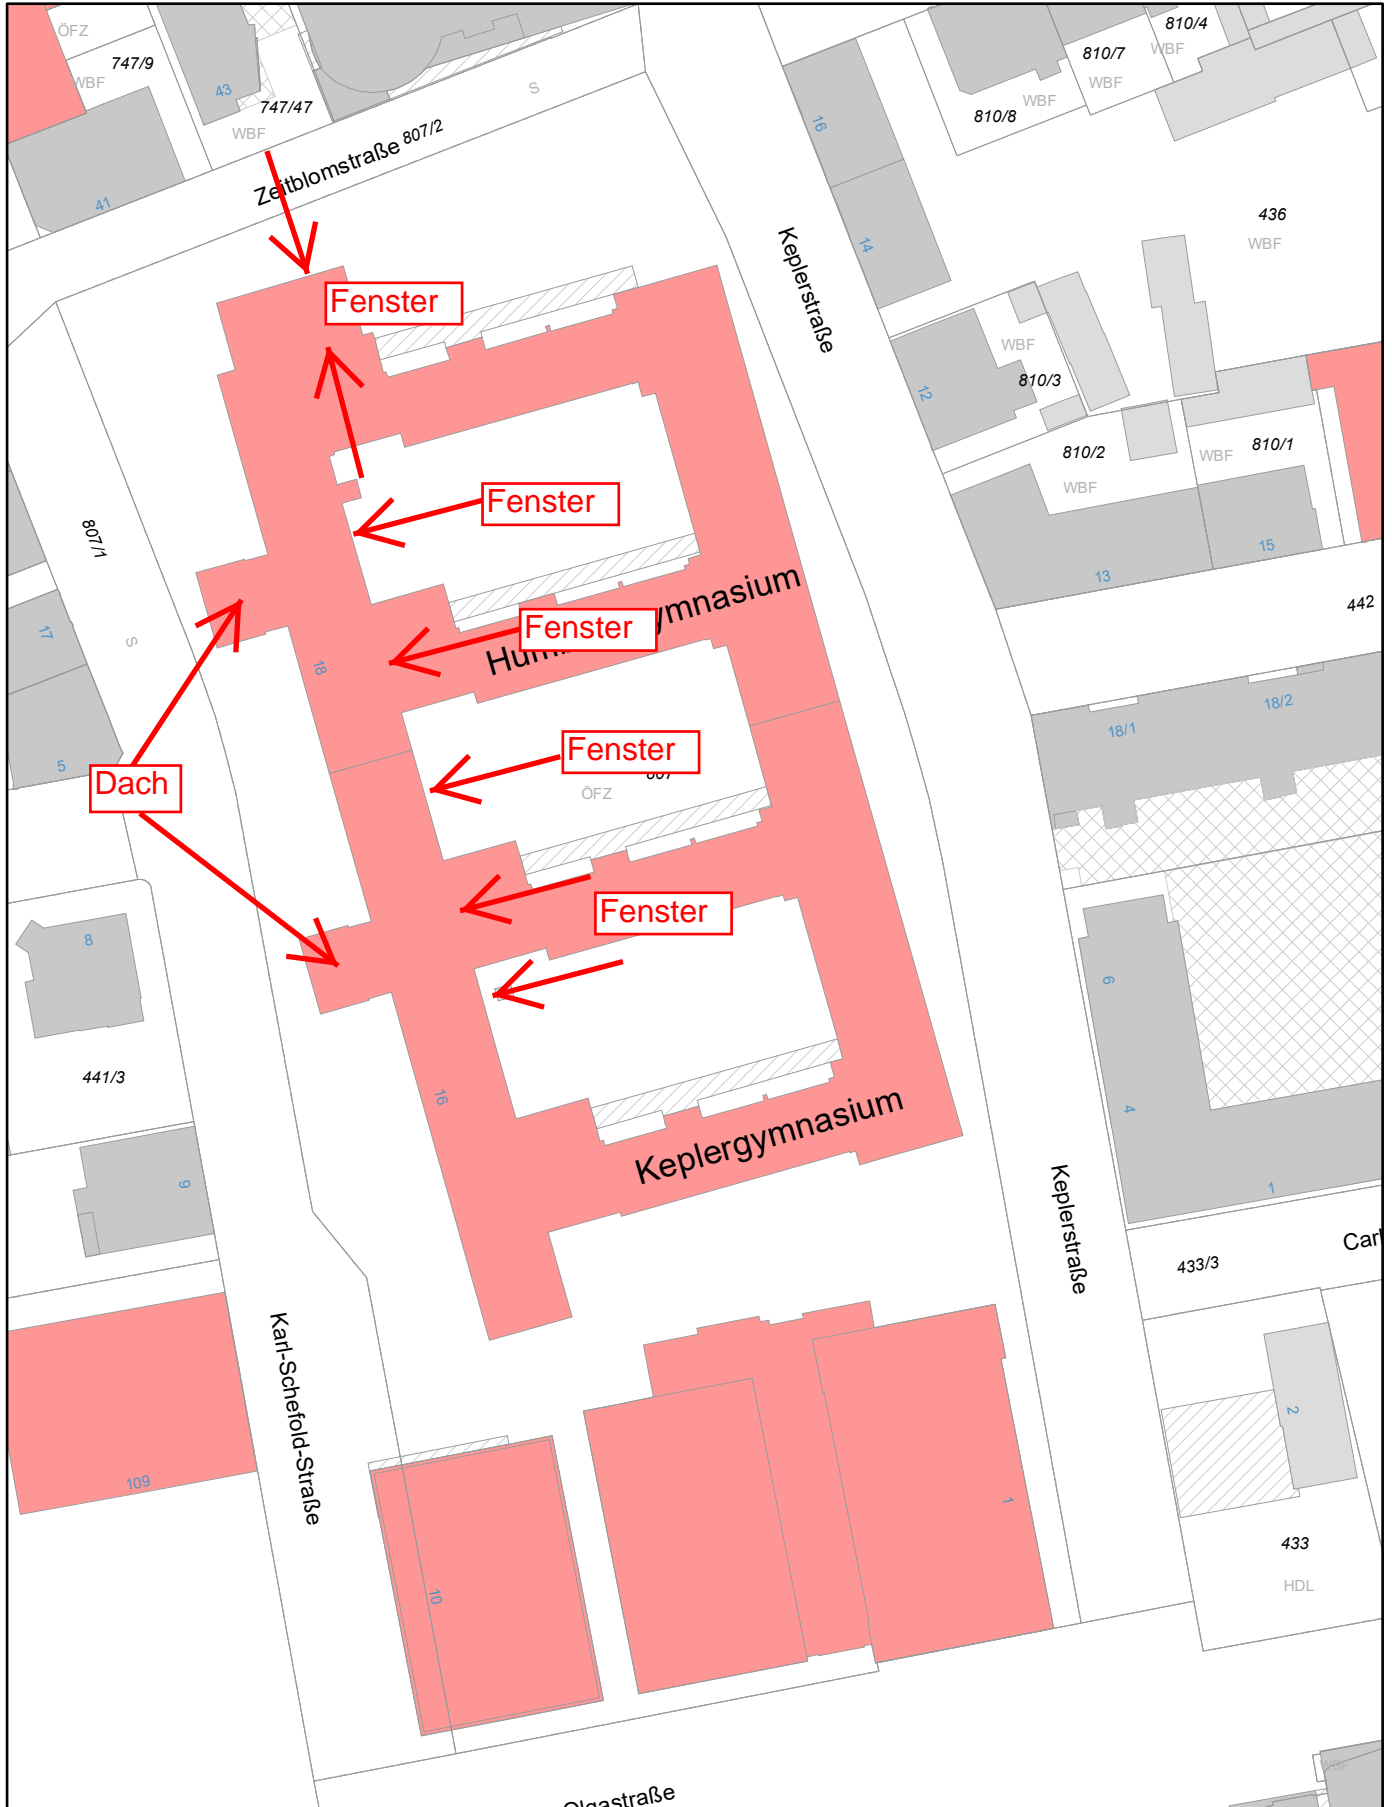 ÖFZ
810/4
747/9
810/7
WBF
WBF
43
WBF
747/47
S
WBF
810/8
16
WBF
Zeitblomstraße
807/2
41
436
WBF
14
Keplerstraße
Fenster
WBF
810/3
12
810/2
WBF
810/1
WBF
Fenster
807/1
15
13
442
17
S
Fenster
ymnasium
18
18/2
18/1
Fenster
5
Dach
ÖFZ
Fenster
8
6
441/3
16
4
Keplergymnasium
9
1
Keplerstraße
Carl
433/3
Karl-Schefold-Straße
2
109
1
433
HDL
10
WBF
Olgastraße